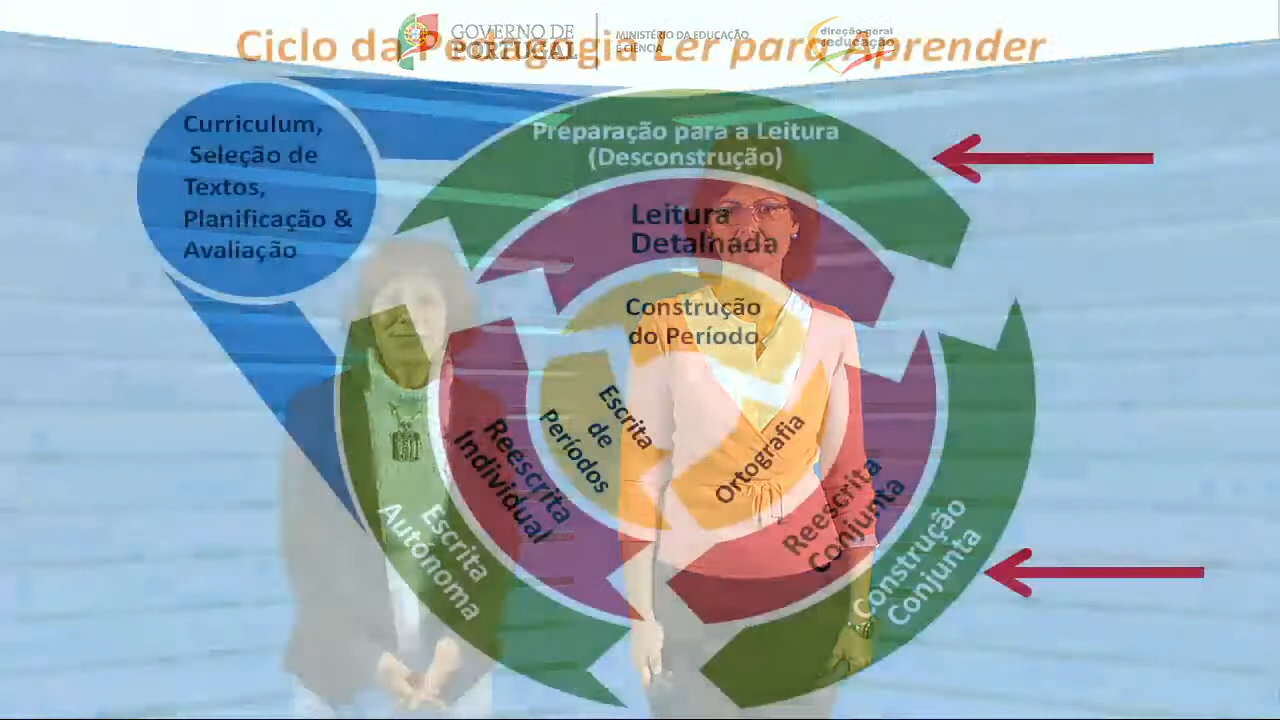 GOVERNO DE
PORTUGAL
MINISTÉRIO DA EDUCAÇÃO
E CIÊNCIA
direção-geral
educação
Ciclo da Pedagogia Ler para Aprender
Curriculum,
Seleção de
Textos,
Planificação &
Avaliação
Preparação para a Leitura
(Desconstrução)
Leitura
Detalhada
Construção
do Período
Escrita
de
Períodos
Ortografia
Reescrita
Individual
Reescrita
Conjunta
Escrita
Autónoma
Construção
Conjunta